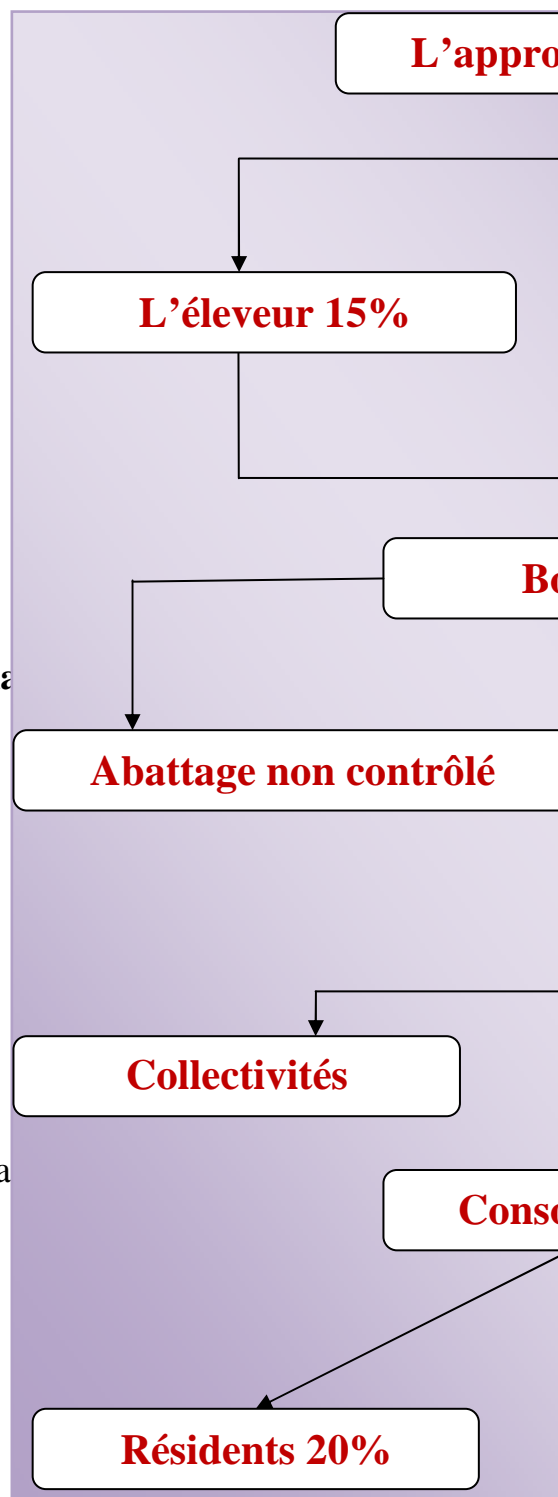 L’appro
L’éleveur 15%
Bo
a
Abattage non contrôlé
Collectivités
a
Conso
Résidents 20%